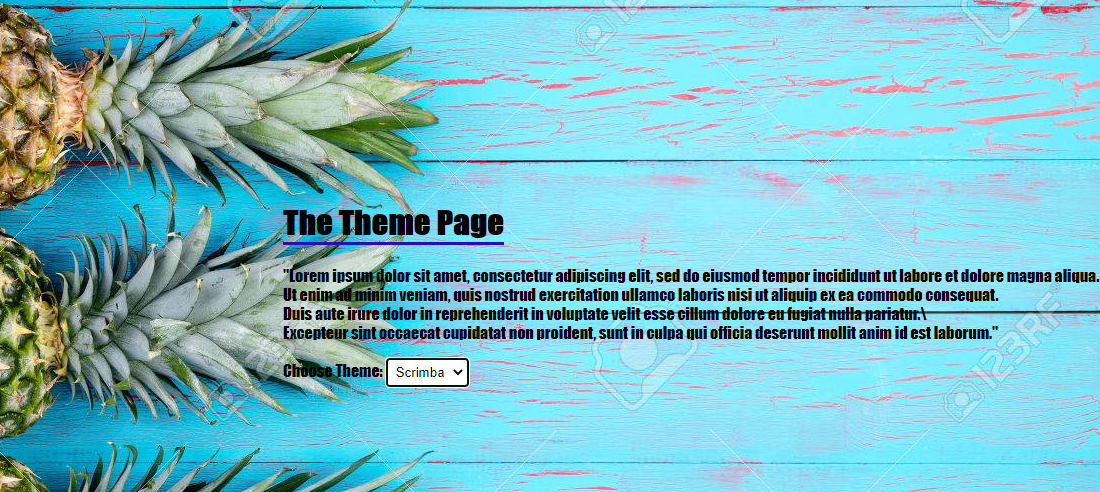 123RF
The Theme Page
"Lorem ipsum dolor sit amet, consectetur adipiscing elit, sed do eiusmod tempor incididunt ut labore et dolore magna aliqua.
Ut enim ad minim veniam, quis nostrud exercitation ullamco laboris nisi ut aliquip ex ea commodo consequat.
Duis aute irure dolor in reprehenderit in voluptate velit esse cillum dolore eu fugiat nulla pariatur.\
Excepteur sint occaecat cupidatat non proident, sunt in culpa qui officia deserunt mollit anim id est laborum."
Choose Theme: Scrimba
123RF